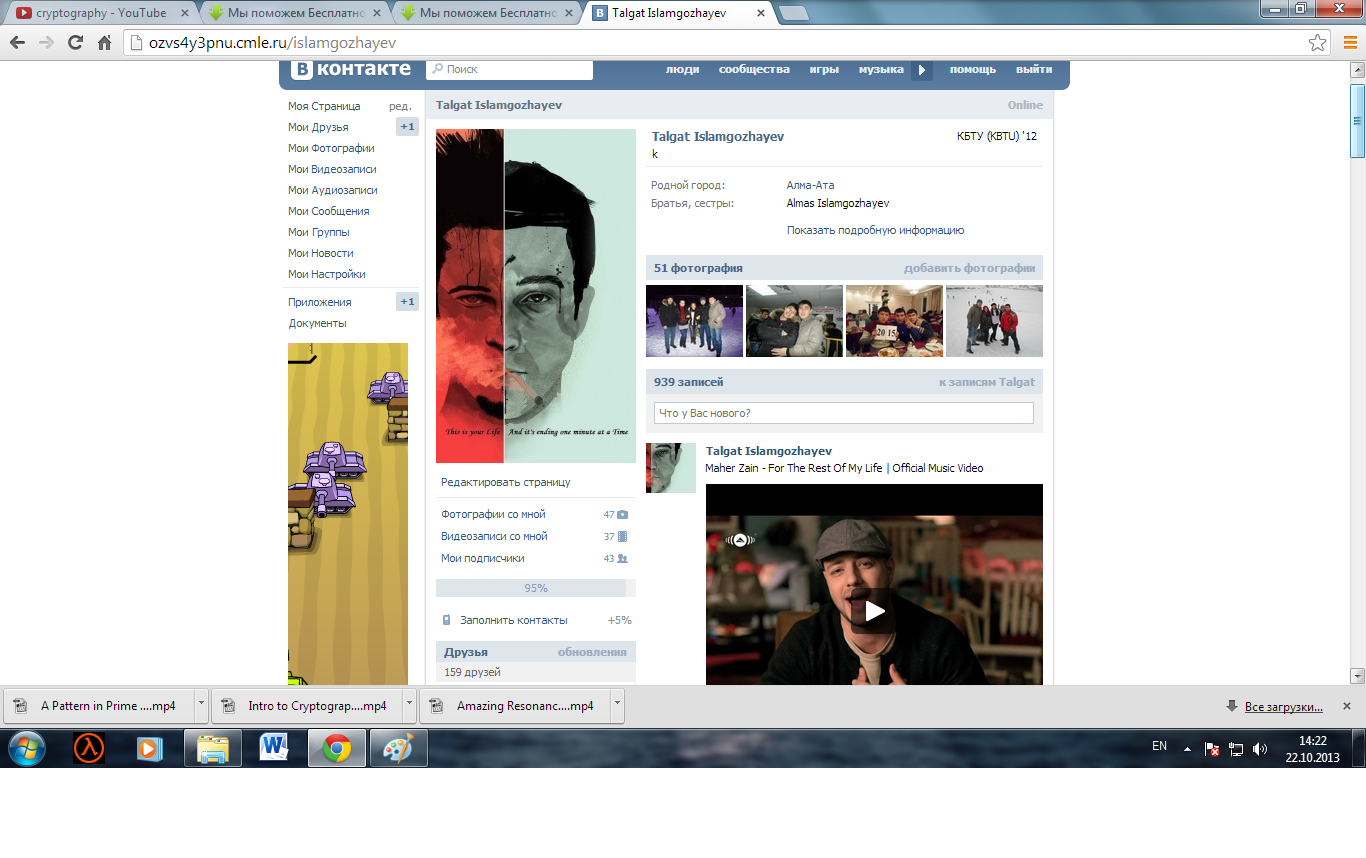 cryptography - YouTube
Мы поможем Бесплатно
Мы поможем Бесплатно
Talgat Islamgozhayev
ozvs4y3pnu.cmle.ru/islamgozhayev
В контакте
Поиск
люди сообщества игры музыка помощь выйти
Моя Страница ред.
Мои Друзья +1
Мои Фотографии
Мои Видеозаписи
Мои Аудиозаписи
Мои Сообщения
Мои Группы
Мои Новости
Мои Настройки
Приложения +1
Документы
Talgat Islamgozhayev Online
This is your Life And it's ending one minute at a Time
Редактировать страницу
Фотографии со мной 47
Видеозаписи со мной 37
Мои подписчики 43
95%
Заполнить контакты +5%
Друзья обновления
159 друзей
Talgat Islamgozhayev КБТУ (KBTU) '12
k
Родной город: Алма-Ата
Братья, сестры: Almas Islamgozhayev
Показать подробную информацию
51 фотография добавить фотографии
20 15
939 записей к записям Talgat
Что у Вас нового?
Talgat Islamgozhayev
Maher Zain - For The Rest Of My Life | Official Music Video
A Pattern in Prime ....mp4
Intro to Cryptograp....mp4
Amazing Resonanc....mp4
Все загрузки...
EN
14:22
22.10.2013